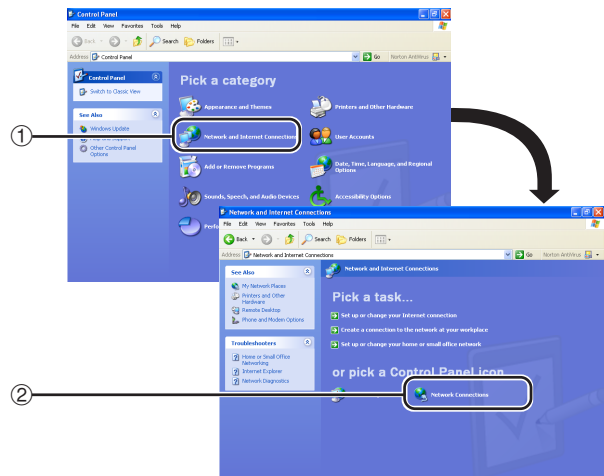 Control Panel
File Edit View Favorites Tools Help
Back Search Folders
Address Control Panel Go Norton AntiVirus
Control Panel
Switch to Classic View
See Also
Windows Update
Help and Support
Other Control Panel
Options
Pick a category
Appearance and Themes
Printers and Other Hardware
Network and Internet Connections
User Accounts
Add or Remove Programs
Date, Time, Language, and Regional
Options
Sounds, Speech, and Audio Devices
Accessibility Options
Perfo
1
Network and Internet Connections
File Edit View Favorites Tools Help
Back Search Folders
Address Network and Internet Connections Go Norton AntiVirus
See Also
My Network Places
Printers and Other
Hardware
Remote Desktop
Phone and Modem Options
Troubleshooters
Home or Small Office
Networking
Internet Explorer
Network Diagnostics
Network and Internet Connections
Pick a task...
Set up or change your Internet connection
Create a connection to the network at your workplace
Set up or change your home or small office network
or pick a Control Panel icon
Network Connections
2